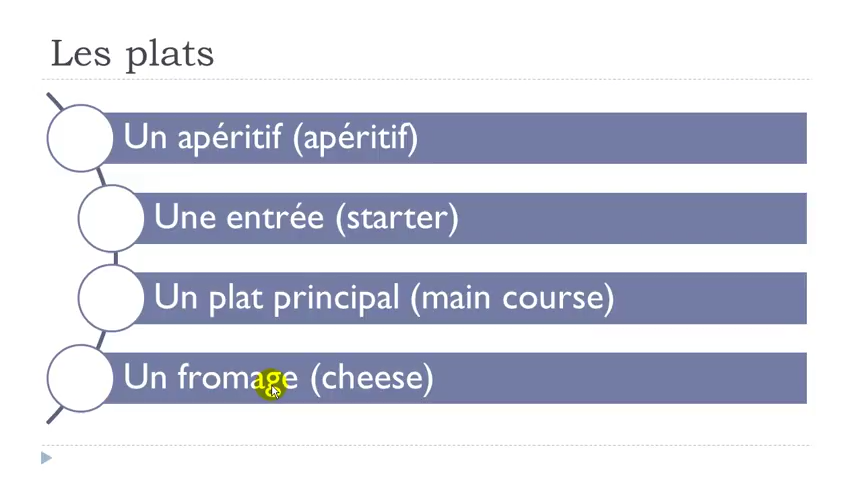 Les plats
Un apéritif (apéritif)
Une entrée (starter)
Un plat principal (main course)
Un fromage (cheese)